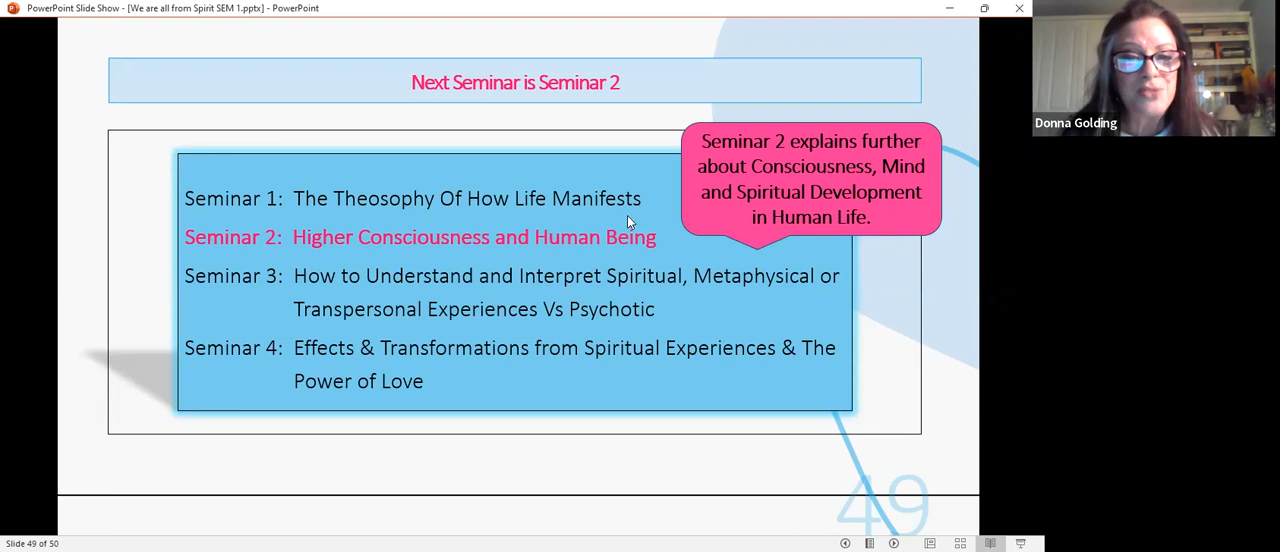 PowerPoint Slide Show - [We are all from Spirit SEM 1.pptx] - PowerPoint
Donna Golding
Next Seminar is Seminar 2
Seminar 2 explains further
about Consciousness, Mind
and Spiritual Development
in Human Life.
Seminar 1: The Theosophy Of How Life Manifests
Seminar 2: Higher Consciousness and Human Being
Seminar 3: How to Understand and Interpret Spiritual, Metaphysical or
Transpersonal Experiences Vs Psychotic
Seminar 4: Effects & Transformations from Spiritual Experiences & The
Power of Love
49
Slide 49 of 50